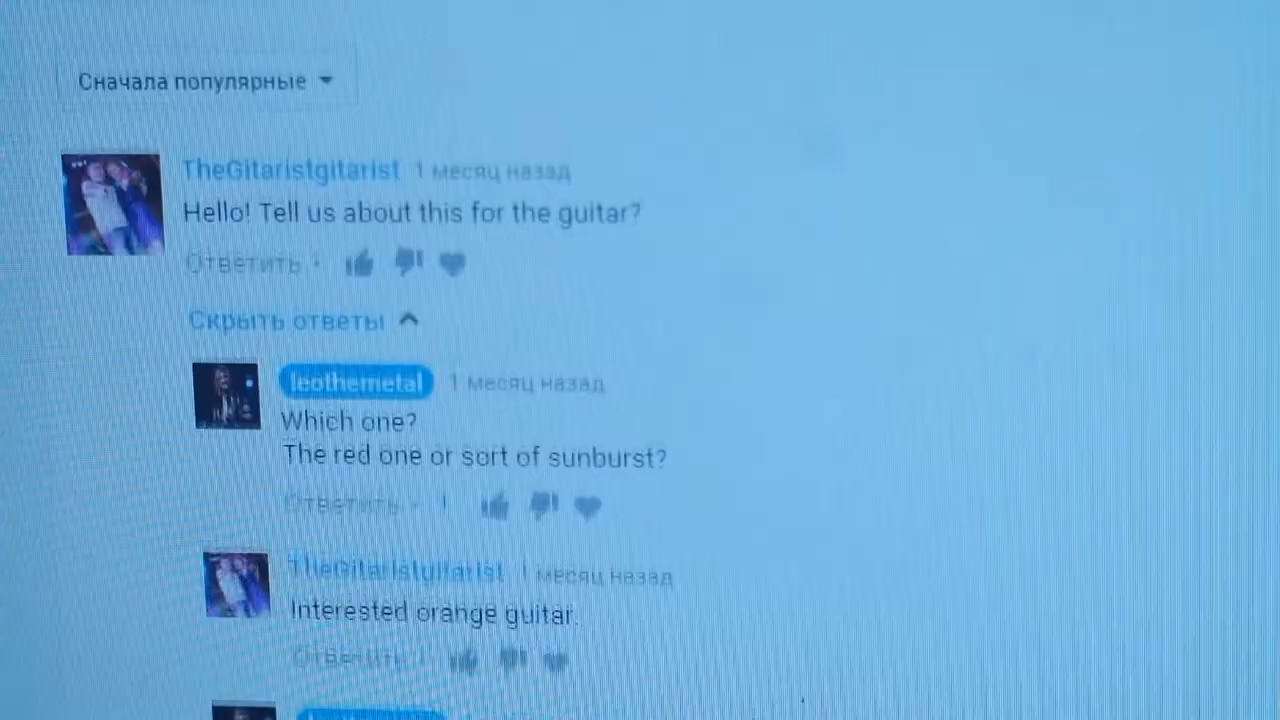 Сначала популярные
TheGitaristgitarist 1 месяц назад
Hello! Tell us about this for the guitar?
Ответить
Скрыть ответы
leothemetal 1 месяц назад
Which one?
The red one or sort of sunburst?
Ответить 1
TheGitaristgitarist 1 месяц назад
Interested orange guitar.
Ответить